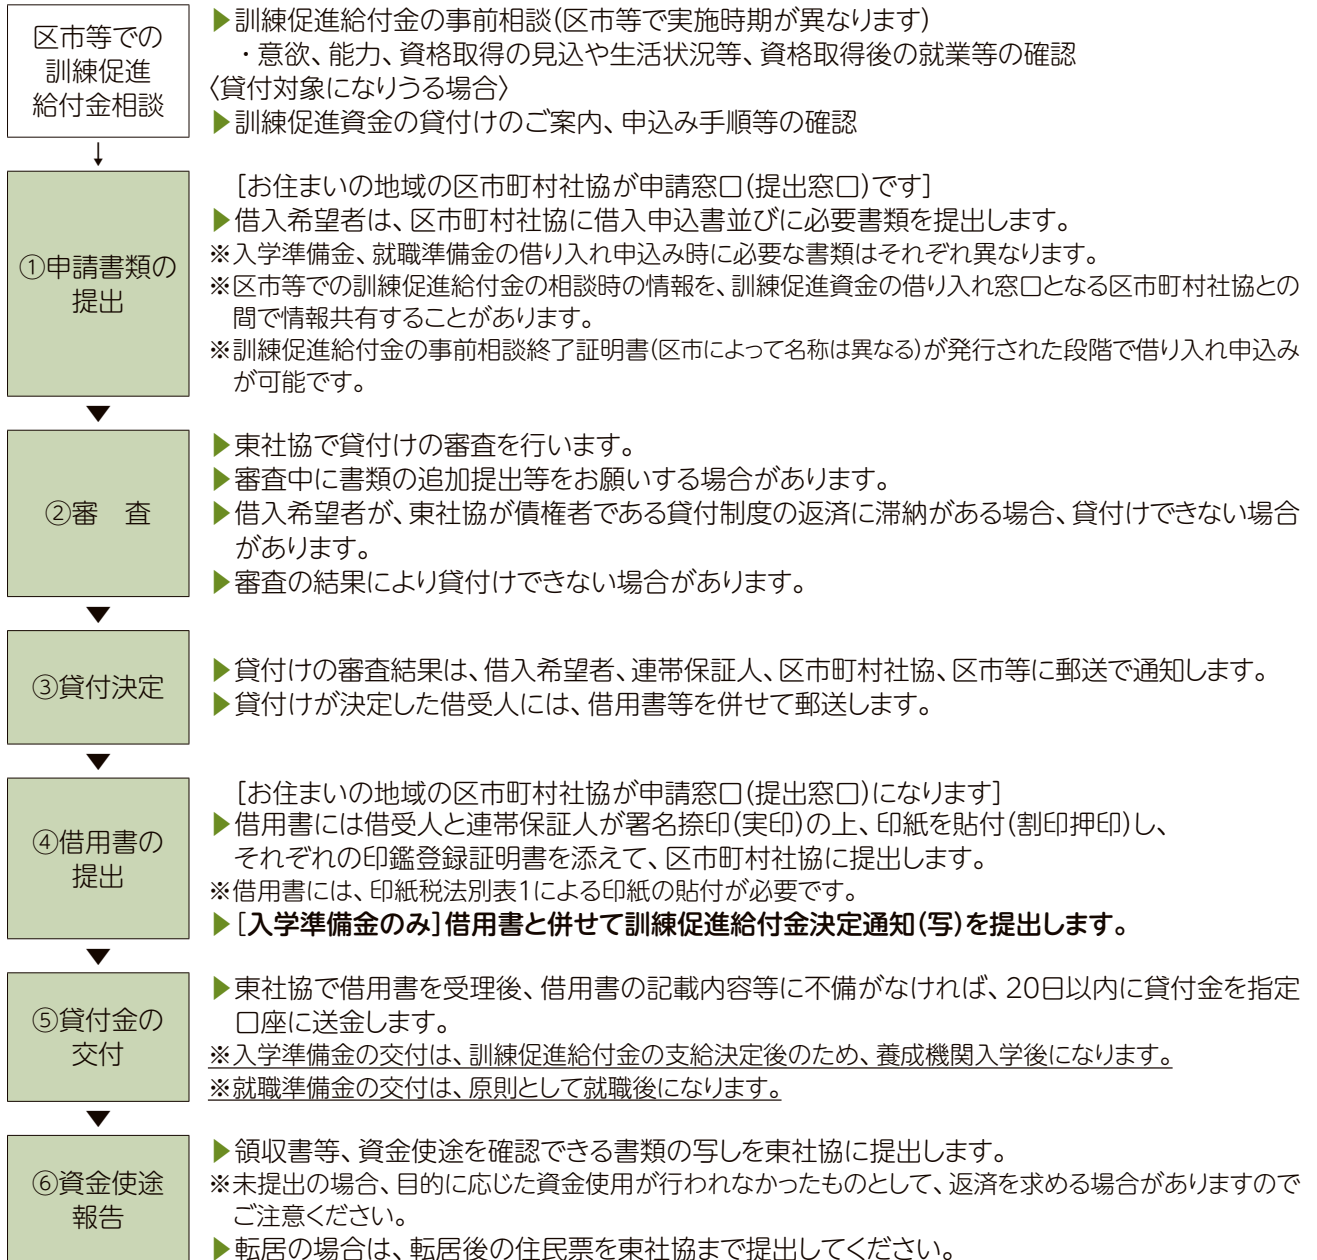 区市等での
訓練促進
給付金相談
▶訓練促進給付金の事前相談(区市等で実施時期が異なります)
・意欲、能力、資格取得の見込や生活状況等、資格取得後の就業等の確認
〈貸付対象になりうる場合〉
▶訓練促進資金の貸付けのご案内、申込み手順等の確認
↓
①申請書類の
提出
[お住まいの地域の区市町村社協が申請窓口(提出窓口)です]
▶借入希望者は、区市町村社協に借入申込書並びに必要書類を提出します。
※入学準備金、就職準備金の借り入れ申込み時に必要な書類はそれぞれ異なります。
※区市等での訓練促進給付金の相談時の情報を、訓練促進資金の借り入れ窓口となる区市町村社協との
間で情報共有することがあります。
※訓練促進給付金の事前相談終了証明書(区市によって名称は異なる)が発行された段階で借り入れ申込み
が可能です。
▼
②審　査
▶東社協で貸付けの審査を行います。
▶審査中に書類の追加提出等をお願いする場合があります。
▶借入希望者が、東社協が債権者である貸付制度の返済に滞納がある場合、貸付けできない場合
があります。
▶審査の結果により貸付けできない場合があります。
▼
③貸付決定
▶貸付けの審査結果は、借入希望者、連帯保証人、区市町村社協、区市等に郵送で通知します。
▶貸付けが決定した借受人には、借用書等を併せて郵送します。
▼
④借用書の
提出
[お住まいの地域の区市町村社協が申請窓口(提出窓口)になります]
▶借用書には借受人と連帯保証人が署名捺印(実印)の上、印紙を貼付(割印押印)し、
それぞれの印鑑登録証明書を添えて、区市町村社協に提出します。
※借用書には、印紙税法別表1による印紙の貼付が必要です。
▶[入学準備金のみ]借用書と併せて訓練促進給付金決定通知(写)を提出します。
▼
⑤貸付金の
交付
▶東社協で借用書を受理後、借用書の記載内容等に不備がなければ、20日以内に貸付金を指定
口座に送金します。
※入学準備金の交付は、訓練促進給付金の支給決定後のため、養成機関入学後になります。
※就職準備金の交付は、原則として就職後になります。
▼
⑥資金使途
報告
▶領収書等、資金使途を確認できる書類の写しを東社協に提出します。
※未提出の場合、目的に応じた資金使用が行われなかったものとして、返済を求める場合がありますので
ご注意ください。
▶転居の場合は、転居後の住民票を東社協まで提出してください。